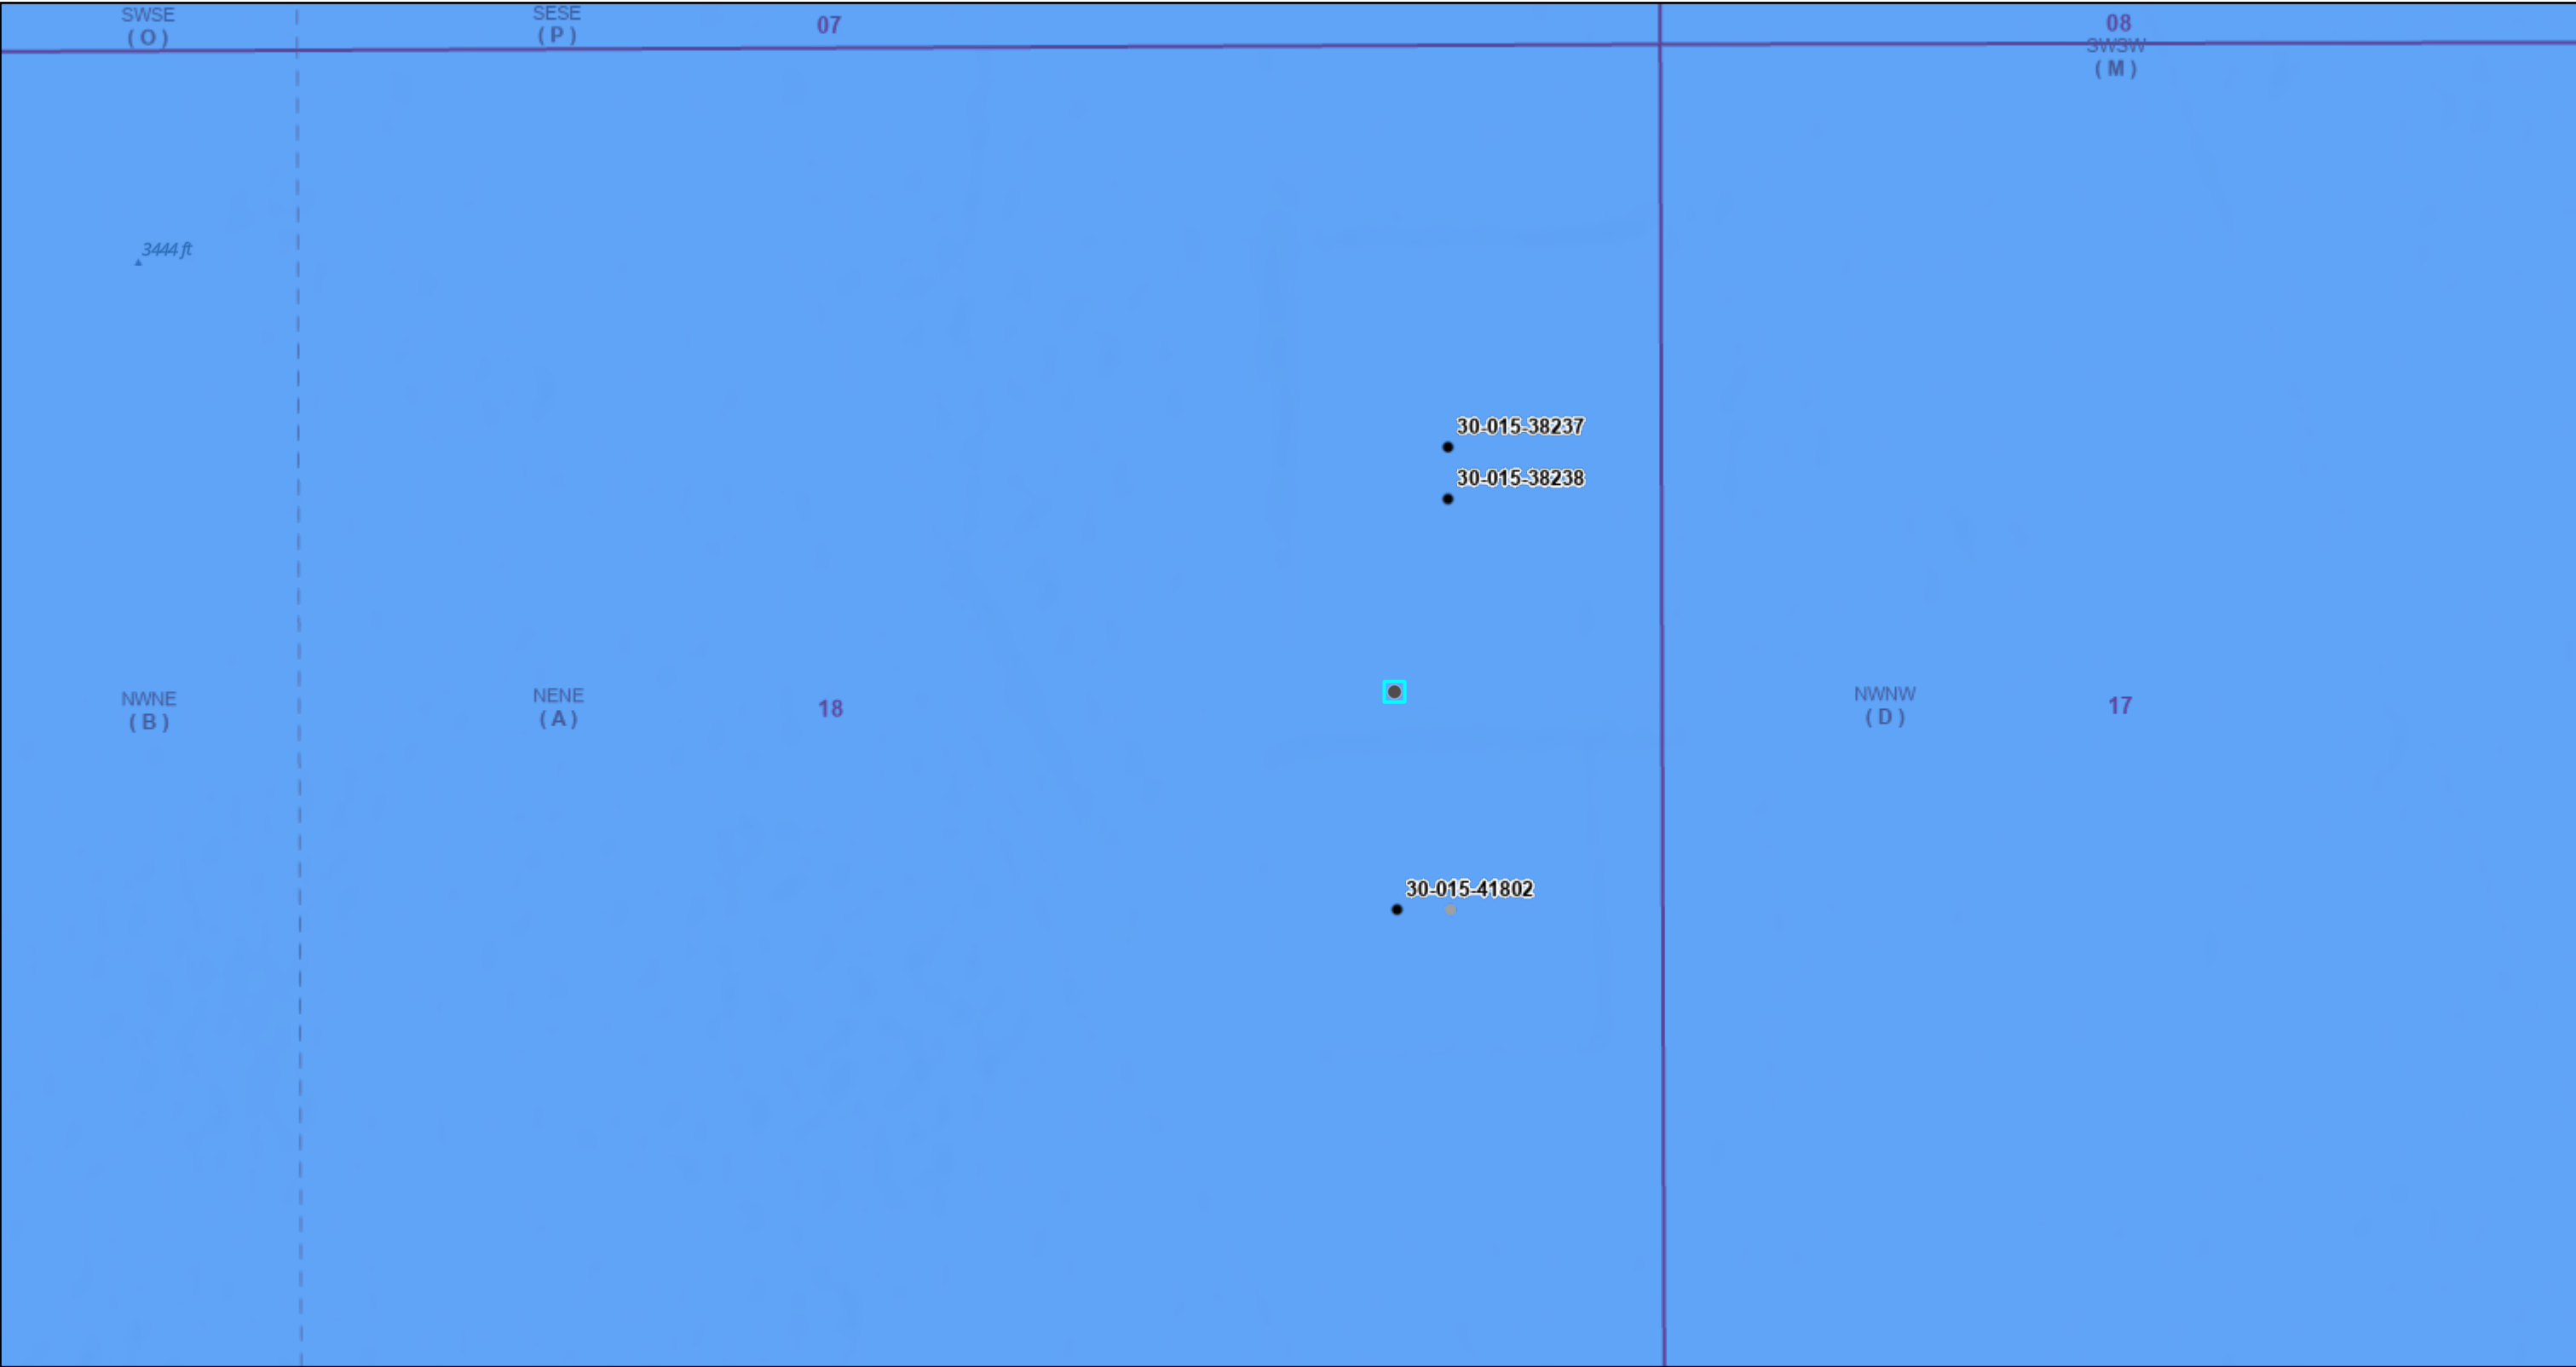 SWSE
( O )
SESE
( P )
07
08
SWSW
( M )
3444 ft
30-015-38237
30-015-38238
NWNE
( B )
NENE
( A )
18
NWNW
( D )
17
30-015-41802